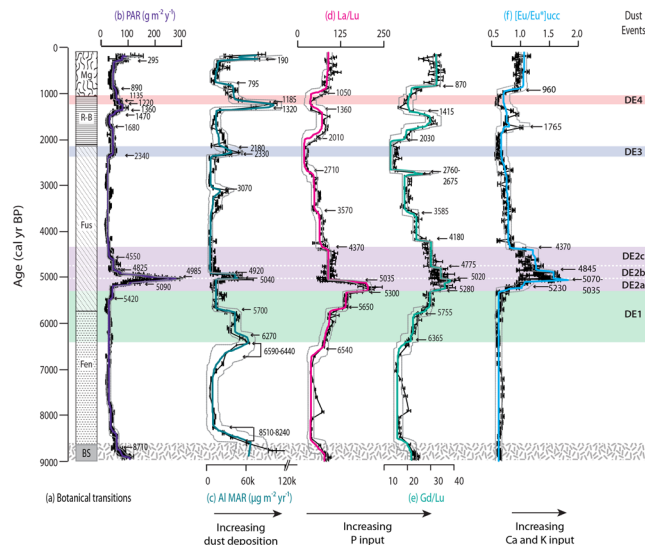 (b) PAR (g m-2 y-1)
(d) La/Lu
(f) [Eu/Eu*]ucc
Dust
Events
0 100 200 300
0 125 250
0.5 1.0 1.5 2.0
Age (cal yr BP)
0
1000
2000
3000
4000
5000
6000
7000
8000
9000
Mg
R-B
Fus
Fen
BS
295
890
1135
1220
1360
1470
1680
2340
4550
4825
4985
5090
5420
8710
190
795
1185
1320
2180
2330
3070
4920
5040
5700
6270
6590-6440
8510-8240
1050
1360
2010
2710
3570
4370
5035
5300
5650
6540
870
1415
2030
2760-
2675
3585
4180
4775
5020
5280
5755
6365
960
1765
4370
4845
5070-
5035
5230
DE4
DE3
DE2c
DE2b
DE2a
DE1
0 60k 120k
0 10 20 30 40
(a) Botanical transitions
(c) Al MAR (µg m-2 yr-1)
(e) Gd/Lu
Increasing
dust deposition
Increasing
P input
Increasing
Ca and K input